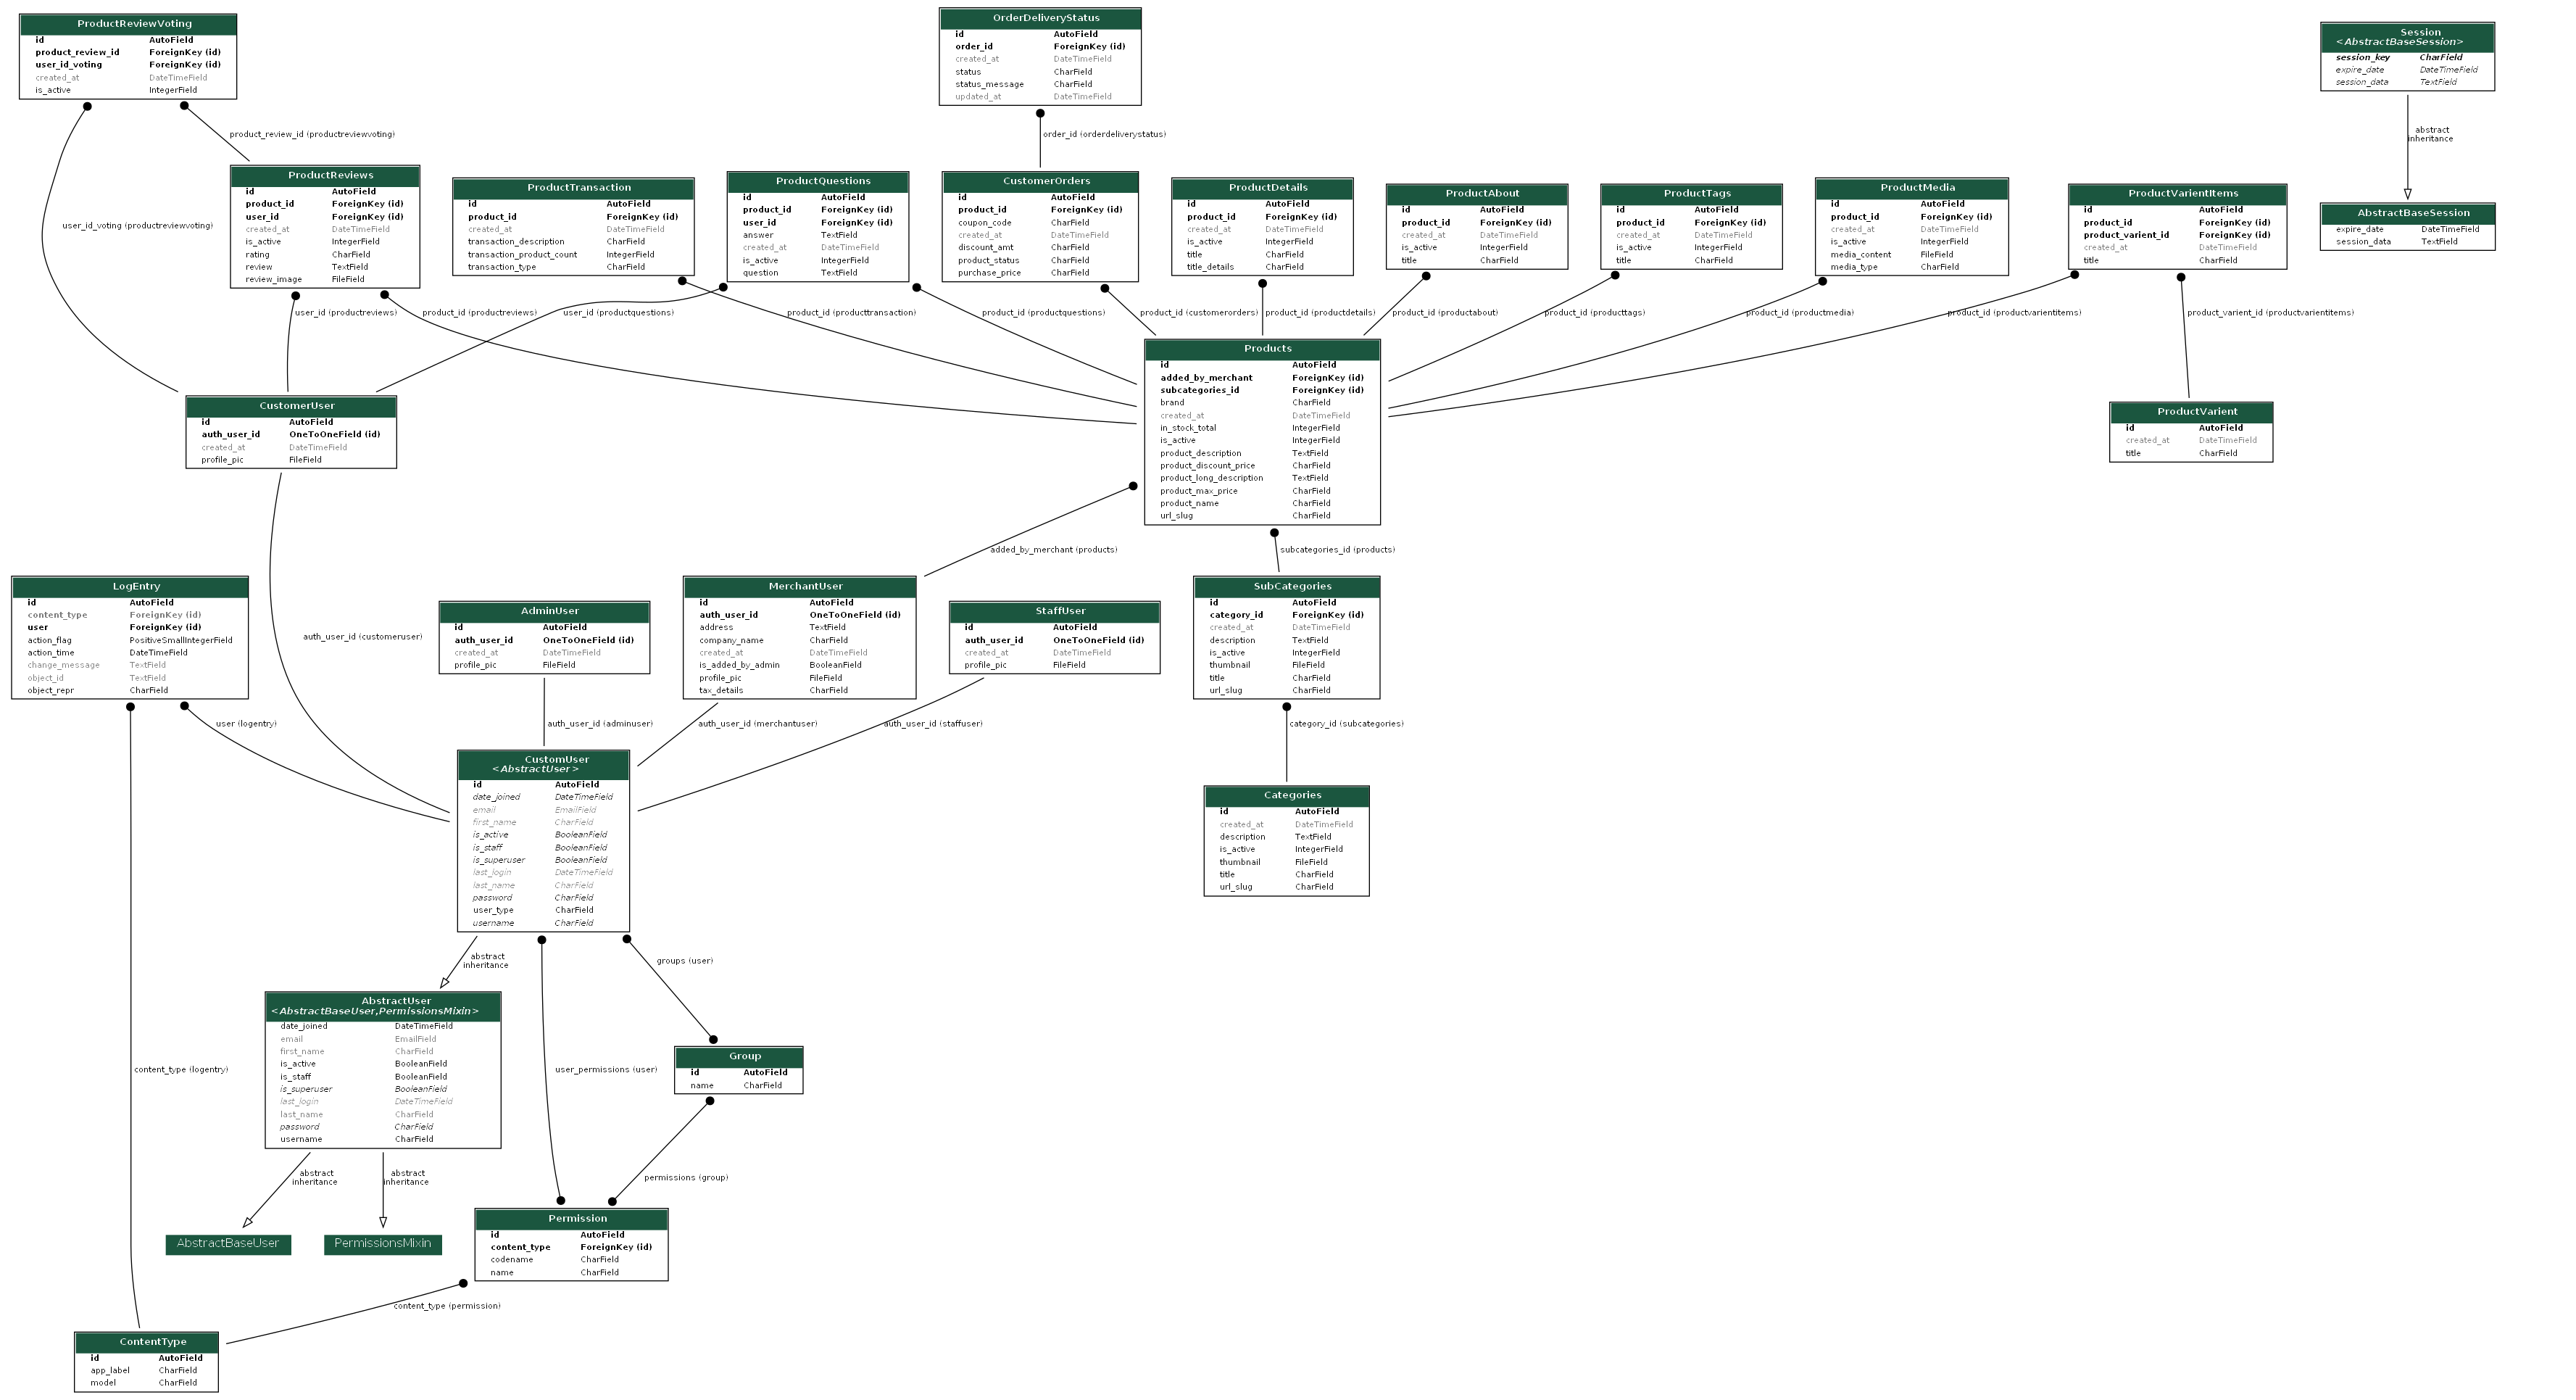 ProductReviewVoting
id AutoField
product_review_id ForeignKey (id)
user_id_voting ForeignKey (id)
created_at DateTimeField
is_active IntegerField
OrderDeliveryStatus
id AutoField
order_id ForeignKey (id)
created_at DateTimeField
status CharField
status_message CharField
updated_at DateTimeField
Session
<AbstractBaseSession>
session_key CharField
expire_date DateTimeField
session_data TextField
product_review_id (productreviewvoting)
order_id (orderdeliverystatus)
abstract
inheritance
user_id_voting (productreviewvoting)
ProductReviews
id AutoField
product_id ForeignKey (id)
user_id ForeignKey (id)
created_at DateTimeField
is_active IntegerField
rating CharField
review TextField
review_image FileField
ProductTransaction
id AutoField
product_id ForeignKey (id)
created_at DateTimeField
transaction_description CharField
transaction_product_count IntegerField
transaction_type CharField
ProductQuestions
id AutoField
product_id ForeignKey (id)
user_id ForeignKey (id)
answer TextField
created_at DateTimeField
is_active IntegerField
question TextField
CustomerOrders
id AutoField
product_id ForeignKey (id)
coupon_code CharField
created_at DateTimeField
discount_amt CharField
product_status CharField
purchase_price CharField
ProductDetails
id AutoField
product_id ForeignKey (id)
created_at DateTimeField
is_active IntegerField
title CharField
title_details CharField
ProductAbout
id AutoField
product_id ForeignKey (id)
created_at DateTimeField
is_active IntegerField
title CharField
ProductTags
id AutoField
product_id ForeignKey (id)
created_at DateTimeField
is_active IntegerField
title CharField
ProductMedia
id AutoField
product_id ForeignKey (id)
created_at DateTimeField
is_active IntegerField
media_content FileField
media_type CharField
ProductVarientItems
id AutoField
product_id ForeignKey (id)
product_varient_id ForeignKey (id)
created_at DateTimeField
title CharField
AbstractBaseSession
expire_date DateTimeField
session_data TextField
user_id (productreviews)
product_id (productreviews)
user_id (productquestions)
product_id (producttransaction)
product_id (productquestions)
product_id (customerorders)
product_id (productdetails)
product_id (productabout)
product_id (producttags)
product_id (productmedia)
product_id (productvarientitems)
product_varient_id (productvarientitems)
Products
id AutoField
added_by_merchant ForeignKey (id)
subcategories_id ForeignKey (id)
brand CharField
created_at DateTimeField
in_stock_total IntegerField
is_active IntegerField
product_description TextField
product_discount_price CharField
product_long_description TextField
product_max_price CharField
product_name CharField
url_slug CharField
CustomerUser
id AutoField
auth_user_id OneToOneField (id)
created_at DateTimeField
profile_pic FileField
ProductVarient
id AutoField
created_at DateTimeField
title CharField
added_by_merchant (products)
subcategories_id (products)
LogEntry
id AutoField
content_type ForeignKey (id)
user ForeignKey (id)
action_flag PositiveSmallIntegerField
action_time DateTimeField
change_message TextField
object_id TextField
object_repr CharField
auth_user_id (customeruser)
AdminUser
id AutoField
auth_user_id OneToOneField (id)
created_at DateTimeField
profile_pic FileField
MerchantUser
id AutoField
auth_user_id OneToOneField (id)
address TextField
company_name CharField
created_at DateTimeField
is_added_by_admin BooleanField
profile_pic FileField
tax_details CharField
StaffUser
id AutoField
auth_user_id OneToOneField (id)
created_at DateTimeField
profile_pic FileField
SubCategories
id AutoField
category_id ForeignKey (id)
created_at DateTimeField
description TextField
is_active IntegerField
thumbnail FileField
title CharField
url_slug CharField
user (logentry)
auth_user_id (adminuser)
auth_user_id (merchantuser)
auth_user_id (staffuser)
category_id (subcategories)
CustomUser
<AbstractUser>
id AutoField
date_joined DateTimeField
email EmailField
first_name CharField
is_active BooleanField
is_staff BooleanField
is_superuser BooleanField
last_login DateTimeField
last_name CharField
password CharField
user_type CharField
username CharField
Categories
id AutoField
created_at DateTimeField
description TextField
is_active IntegerField
thumbnail FileField
title CharField
url_slug CharField
abstract
inheritance
groups (user)
AbstractUser
<AbstractBaseUser,PermissionsMixin>
date_joined DateTimeField
email EmailField
first_name CharField
is_active BooleanField
is_staff BooleanField
is_superuser BooleanField
last_login DateTimeField
last_name CharField
password CharField
username CharField
content_type (logentry)
user_permissions (user)
Group
id AutoField
name CharField
abstract
inheritance
abstract
inheritance
permissions (group)
AbstractBaseUser
PermissionsMixin
Permission
id AutoField
content_type ForeignKey (id)
codename CharField
name CharField
content_type (permission)
ContentType
id AutoField
app_label CharField
model CharField